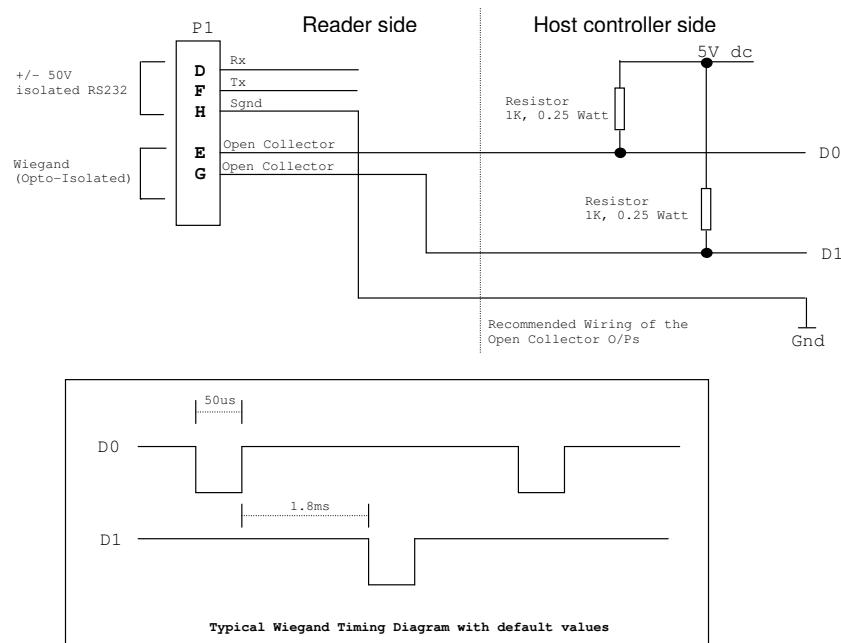 P1
Reader side
Host controller side
5V dc
+/- 50V
isolated RS232
D
Rx
F
Tx
H
Sgnd
Resistor
1K, 0.25 Watt
Wiegand
(Opto-Isolated)
E
Open Collector
D0
G
Open Collector
Resistor
1K, 0.25 Watt
D1
Recommended Wiring of the
Open Collector O/Ps
Gnd
50us
D0
1.8ms
D1
Typical Wiegand Timing Diagram with default values